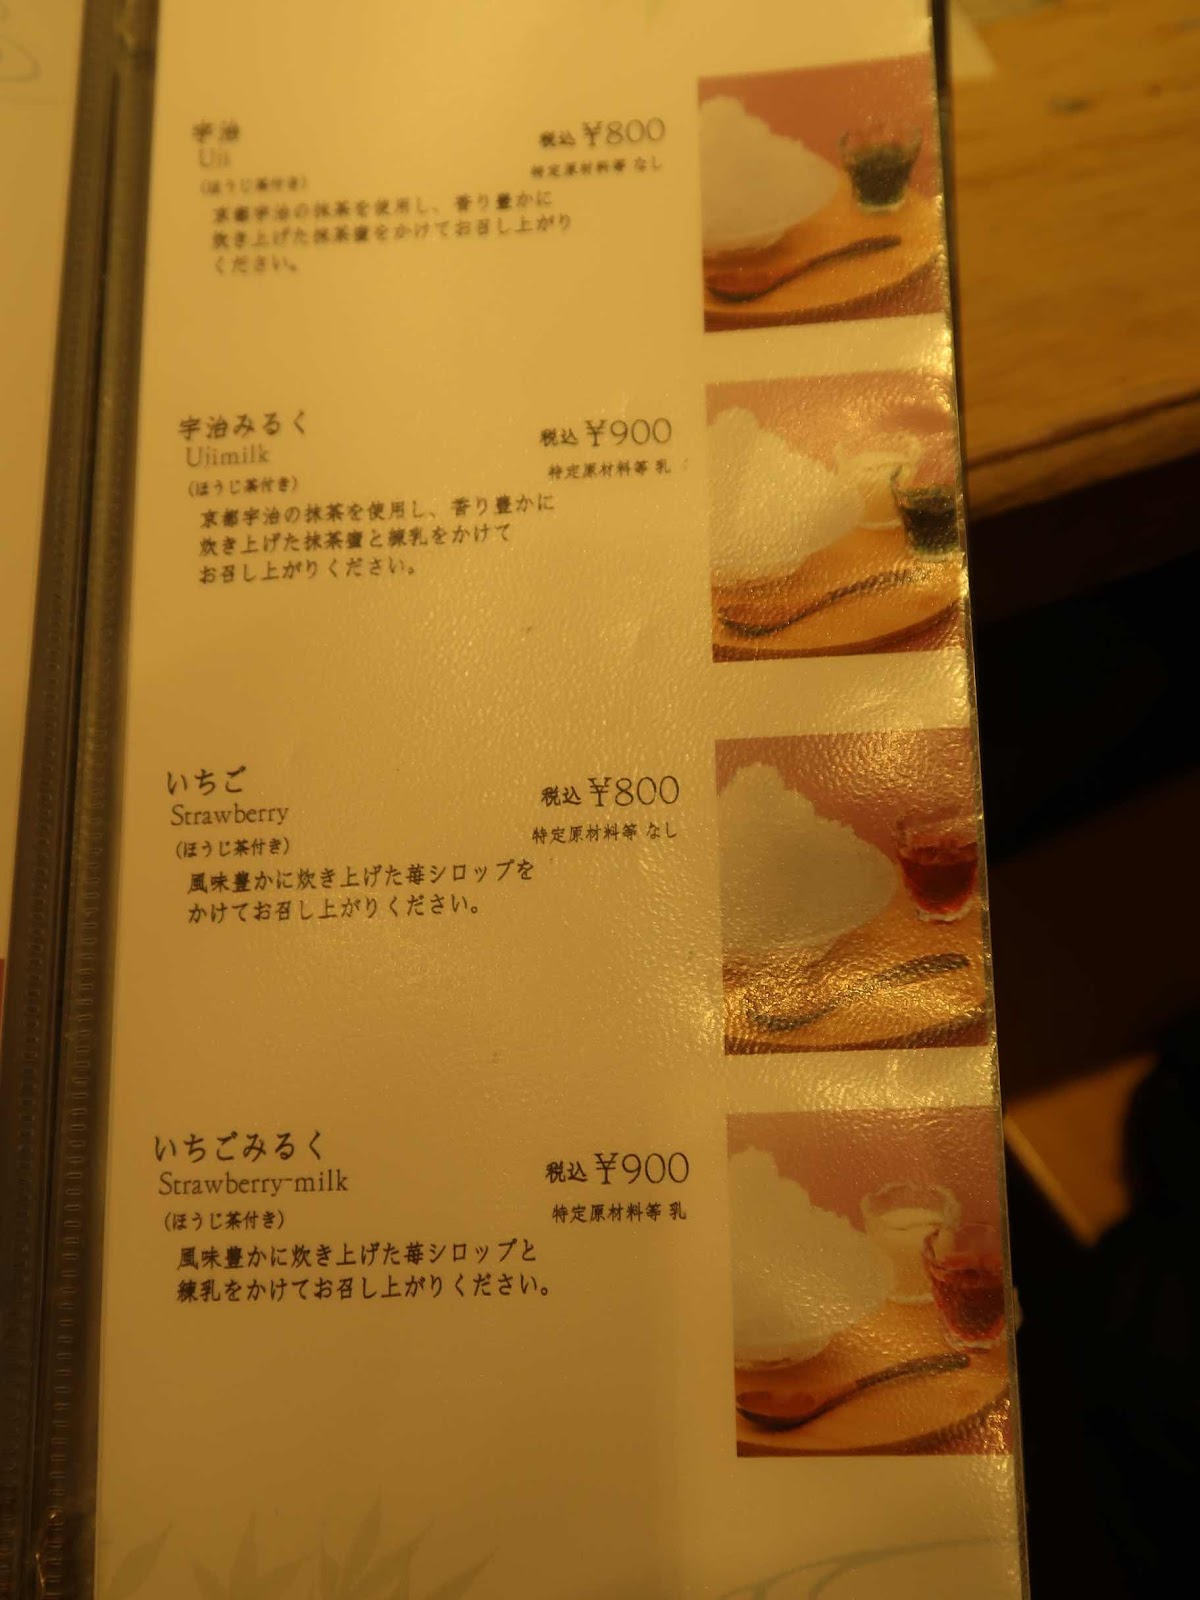 宇治
Uji
税込 ¥800
特定原材料等 なし
(ほうじ茶付き)
京都宇治の抹茶を使用し、香り豊かに
炊き上げた抹茶蜜をかけてお召し上がり
ください。
宇治みるく
Ujimilk
税込 ¥900
特定原材料等 乳
(ほうじ茶付き)
京都宇治の抹茶を使用し、香り豊かに
炊き上げた抹茶蜜と練乳をかけて
お召し上がりください。
いちご
Strawberry
税込 ¥800
特定原材料等 なし
(ほうじ茶付き)
風味豊かに炊き上げた苺シロップを
かけてお召し上がりください。
いちごみるく
Strawberry-milk
税込 ¥900
特定原材料等 乳
(ほうじ茶付き)
風味豊かに炊き上げた苺シロップと
練乳をかけてお召し上がりください。